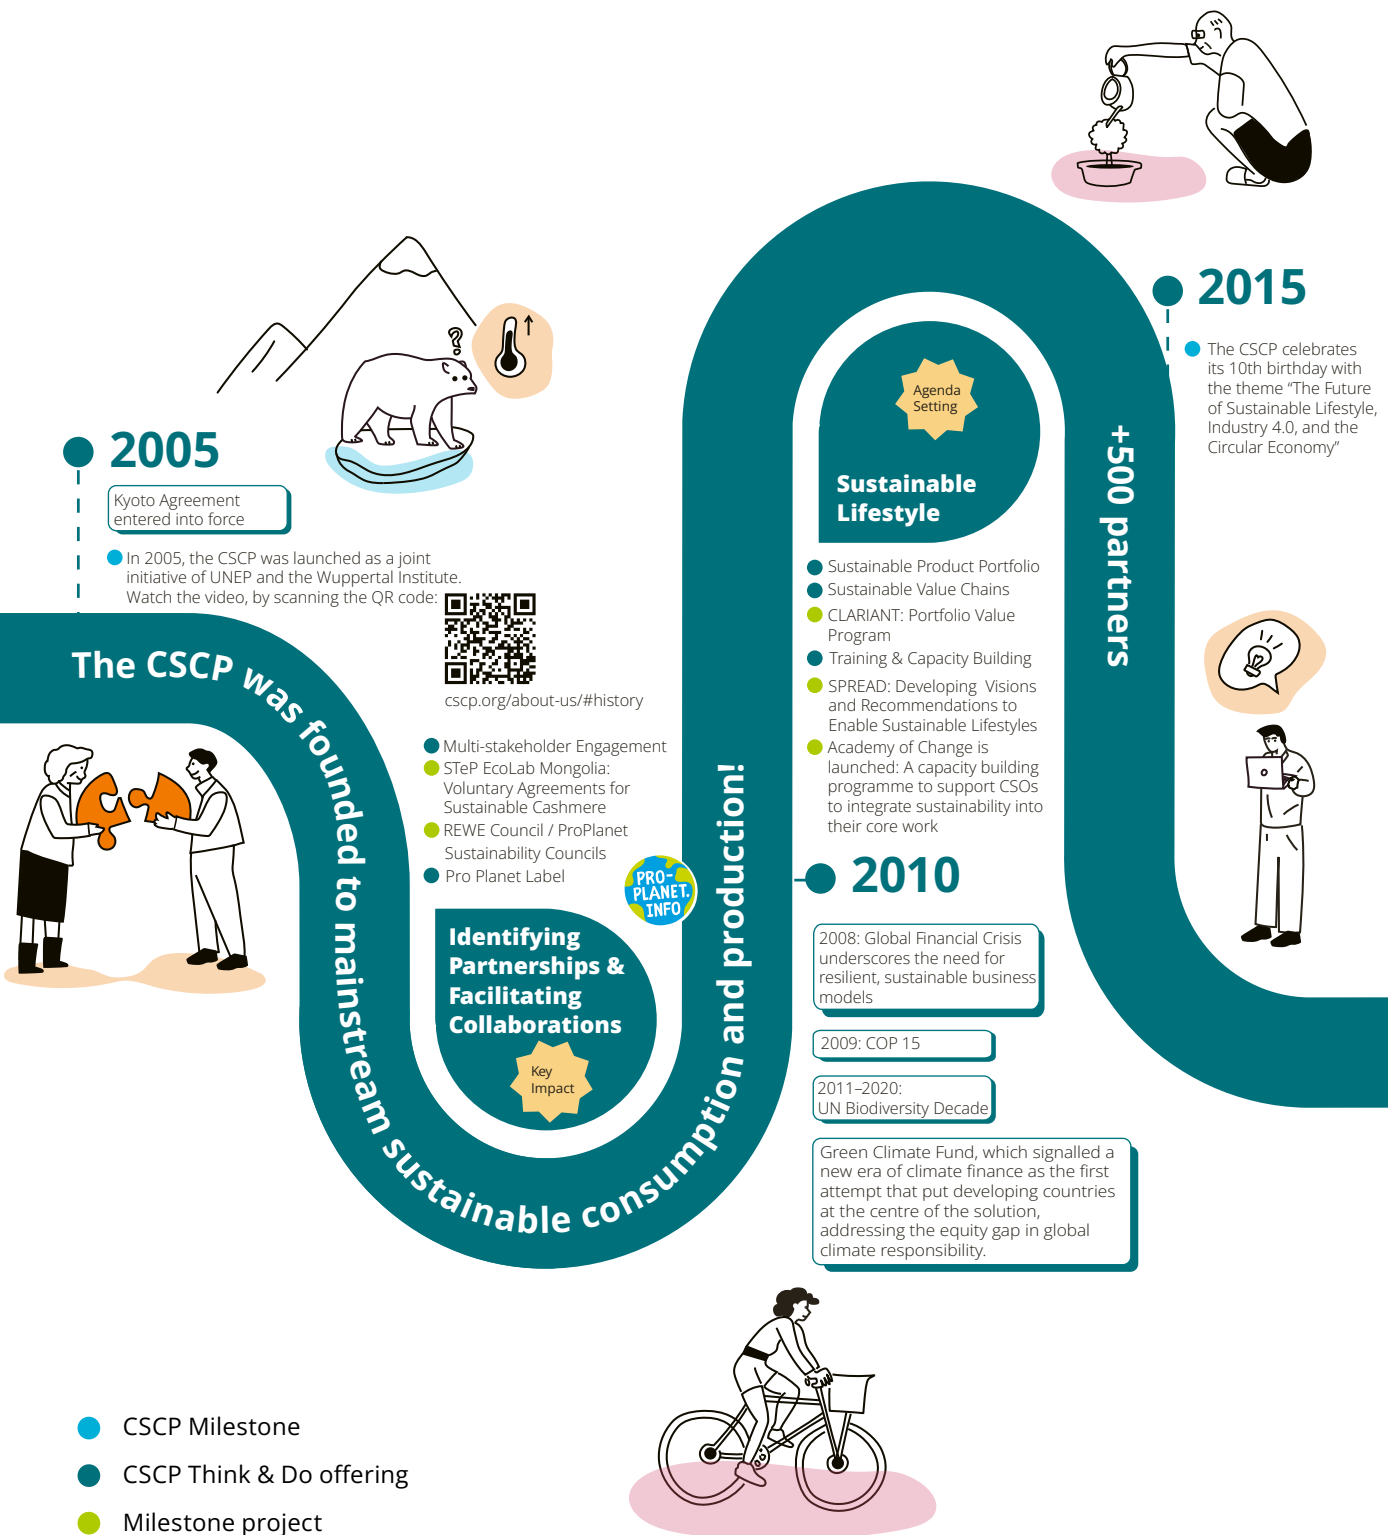 2005
Kyoto Agreement
entered into force
In 2005, the CSCP was launched as a joint
initiative of UNEP and the Wuppertal Institute.
Watch the video, by scanning the QR code:
cscp.org/about-us/#history
The CSCP was founded to mainstream sustainable consumption and production!
Multi-stakeholder Engagement
STeP EcoLab Mongolia:
Voluntary Agreements for
Sustainable Cashmere
REWE Council / ProPlanet
Sustainability Councils
Pro Planet Label
PRO-
PLANET.
INFO
Identifying
Partnerships &
Facilitating
Collaborations
Key
Impact
Agenda
Setting
Sustainable
Lifestyle
Sustainable Product Portfolio
Sustainable Value Chains
CLARIANT: Portfolio Value
Program
Training & Capacity Building
SPREAD: Developing Visions
and Recommendations to
Enable Sustainable Lifestyles
Academy of Change is
launched: A capacity building
programme to support CSOs
to integrate sustainability into
their core work
2010
2008: Global Financial Crisis
underscores the need for
resilient, sustainable business
models
2009: COP 15
2011–2020:
UN Biodiversity Decade
Green Climate Fund, which signalled a
new era of climate finance as the first
attempt that put developing countries
at the centre of the solution,
addressing the equity gap in global
climate responsibility.
+500 partners
2015
The CSCP celebrates
its 10th birthday with
the theme “The Future
of Sustainable Lifestyle,
Industry 4.0, and the
Circular Economy”
CSCP Milestone
CSCP Think & Do offering
Milestone project